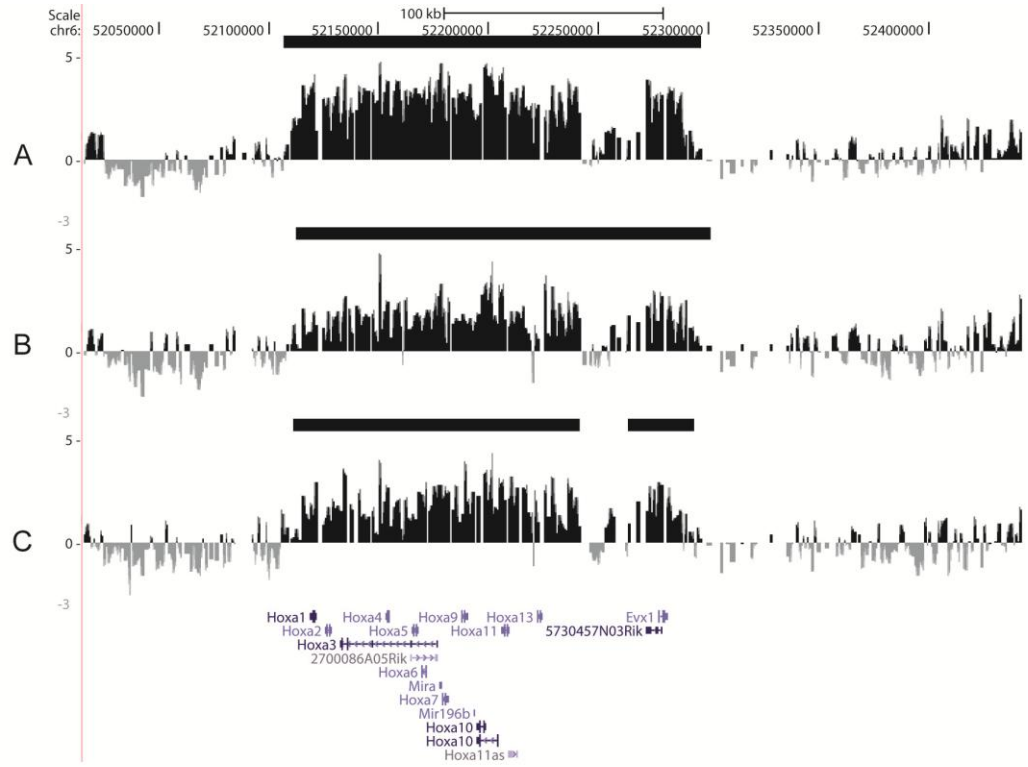 Scale 100 kb
chr6: 52050000 52100000 52150000 52200000 52250000 52300000 52350000 52400000
5
A
0
-3
5
B
0
-3
5
C
0
-3
Hoxa1 Hoxa4 Hoxa9 Hoxa13 Evx1
Hoxa2 Hoxa5 Hoxa11 5730457N03Rik
Hoxa3
2700086A05Rik
Hoxa6
Mira
Hoxa7
Mir196b
Hoxa10
Hoxa10
Hoxa11as